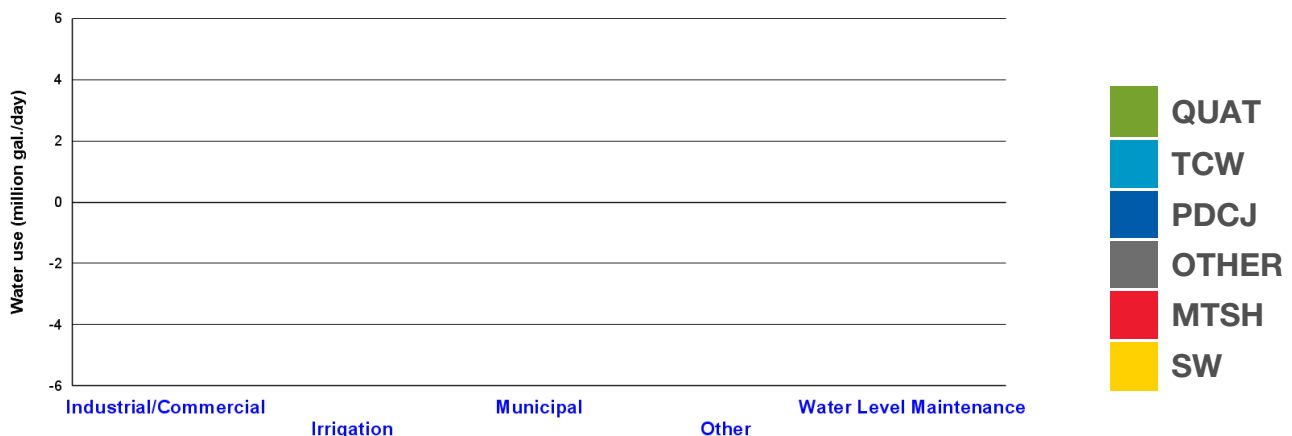 Water use (million gal./day)
6
4
2
0
-2
-4
-6
Industrial/Commercial
Irrigation
Municipal
Other
Water Level Maintenance
QUAT
TCW
PDCJ
OTHER
MTSH
SW